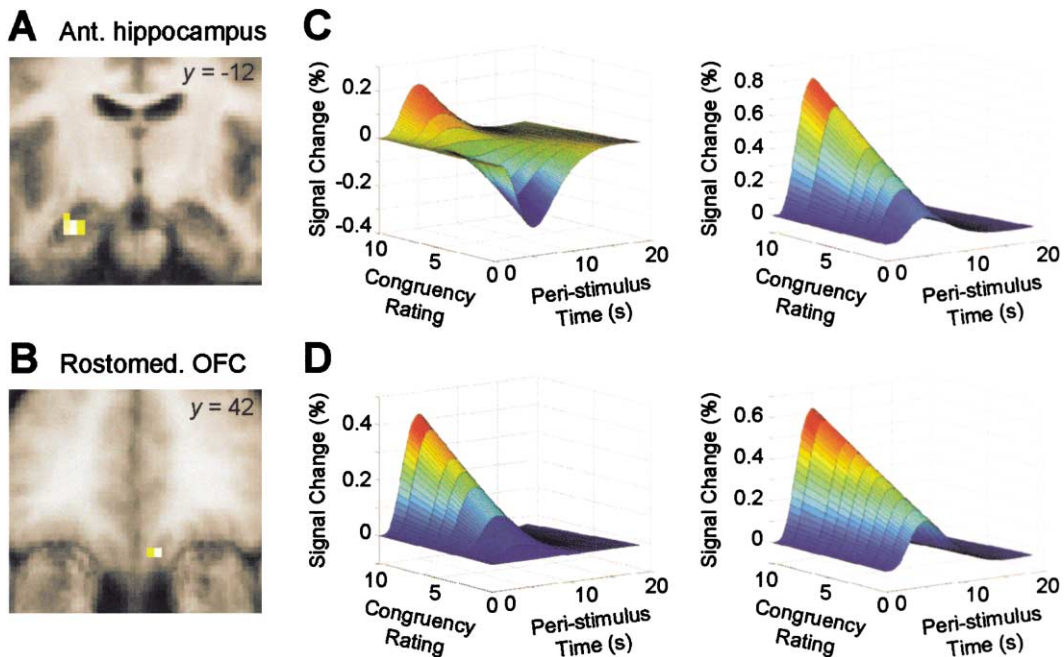 A Ant. hippocampus
y = -12
B Rostomed. OFC
y = 42
C
Signal Change (%)
0.2
0
-0.2
-0.4
10
5
0
Congruency
Rating
0
10
20
Peri-stimulus
Time (s)
Signal Change (%)
0.8
0.6
0.4
0.2
0
10
5
0
Congruency
Rating
0
10
20
Peri-stimulus
Time (s)
D
Signal Change (%)
0.4
0.2
0
10
5
0
Congruency
Rating
0
10
20
Peri-stimulus
Time (s)
Signal Change (%)
0.6
0.4
0.2
0
10
5
0
Congruency
Rating
0
10
20
Peri-stimulus
Time (s)